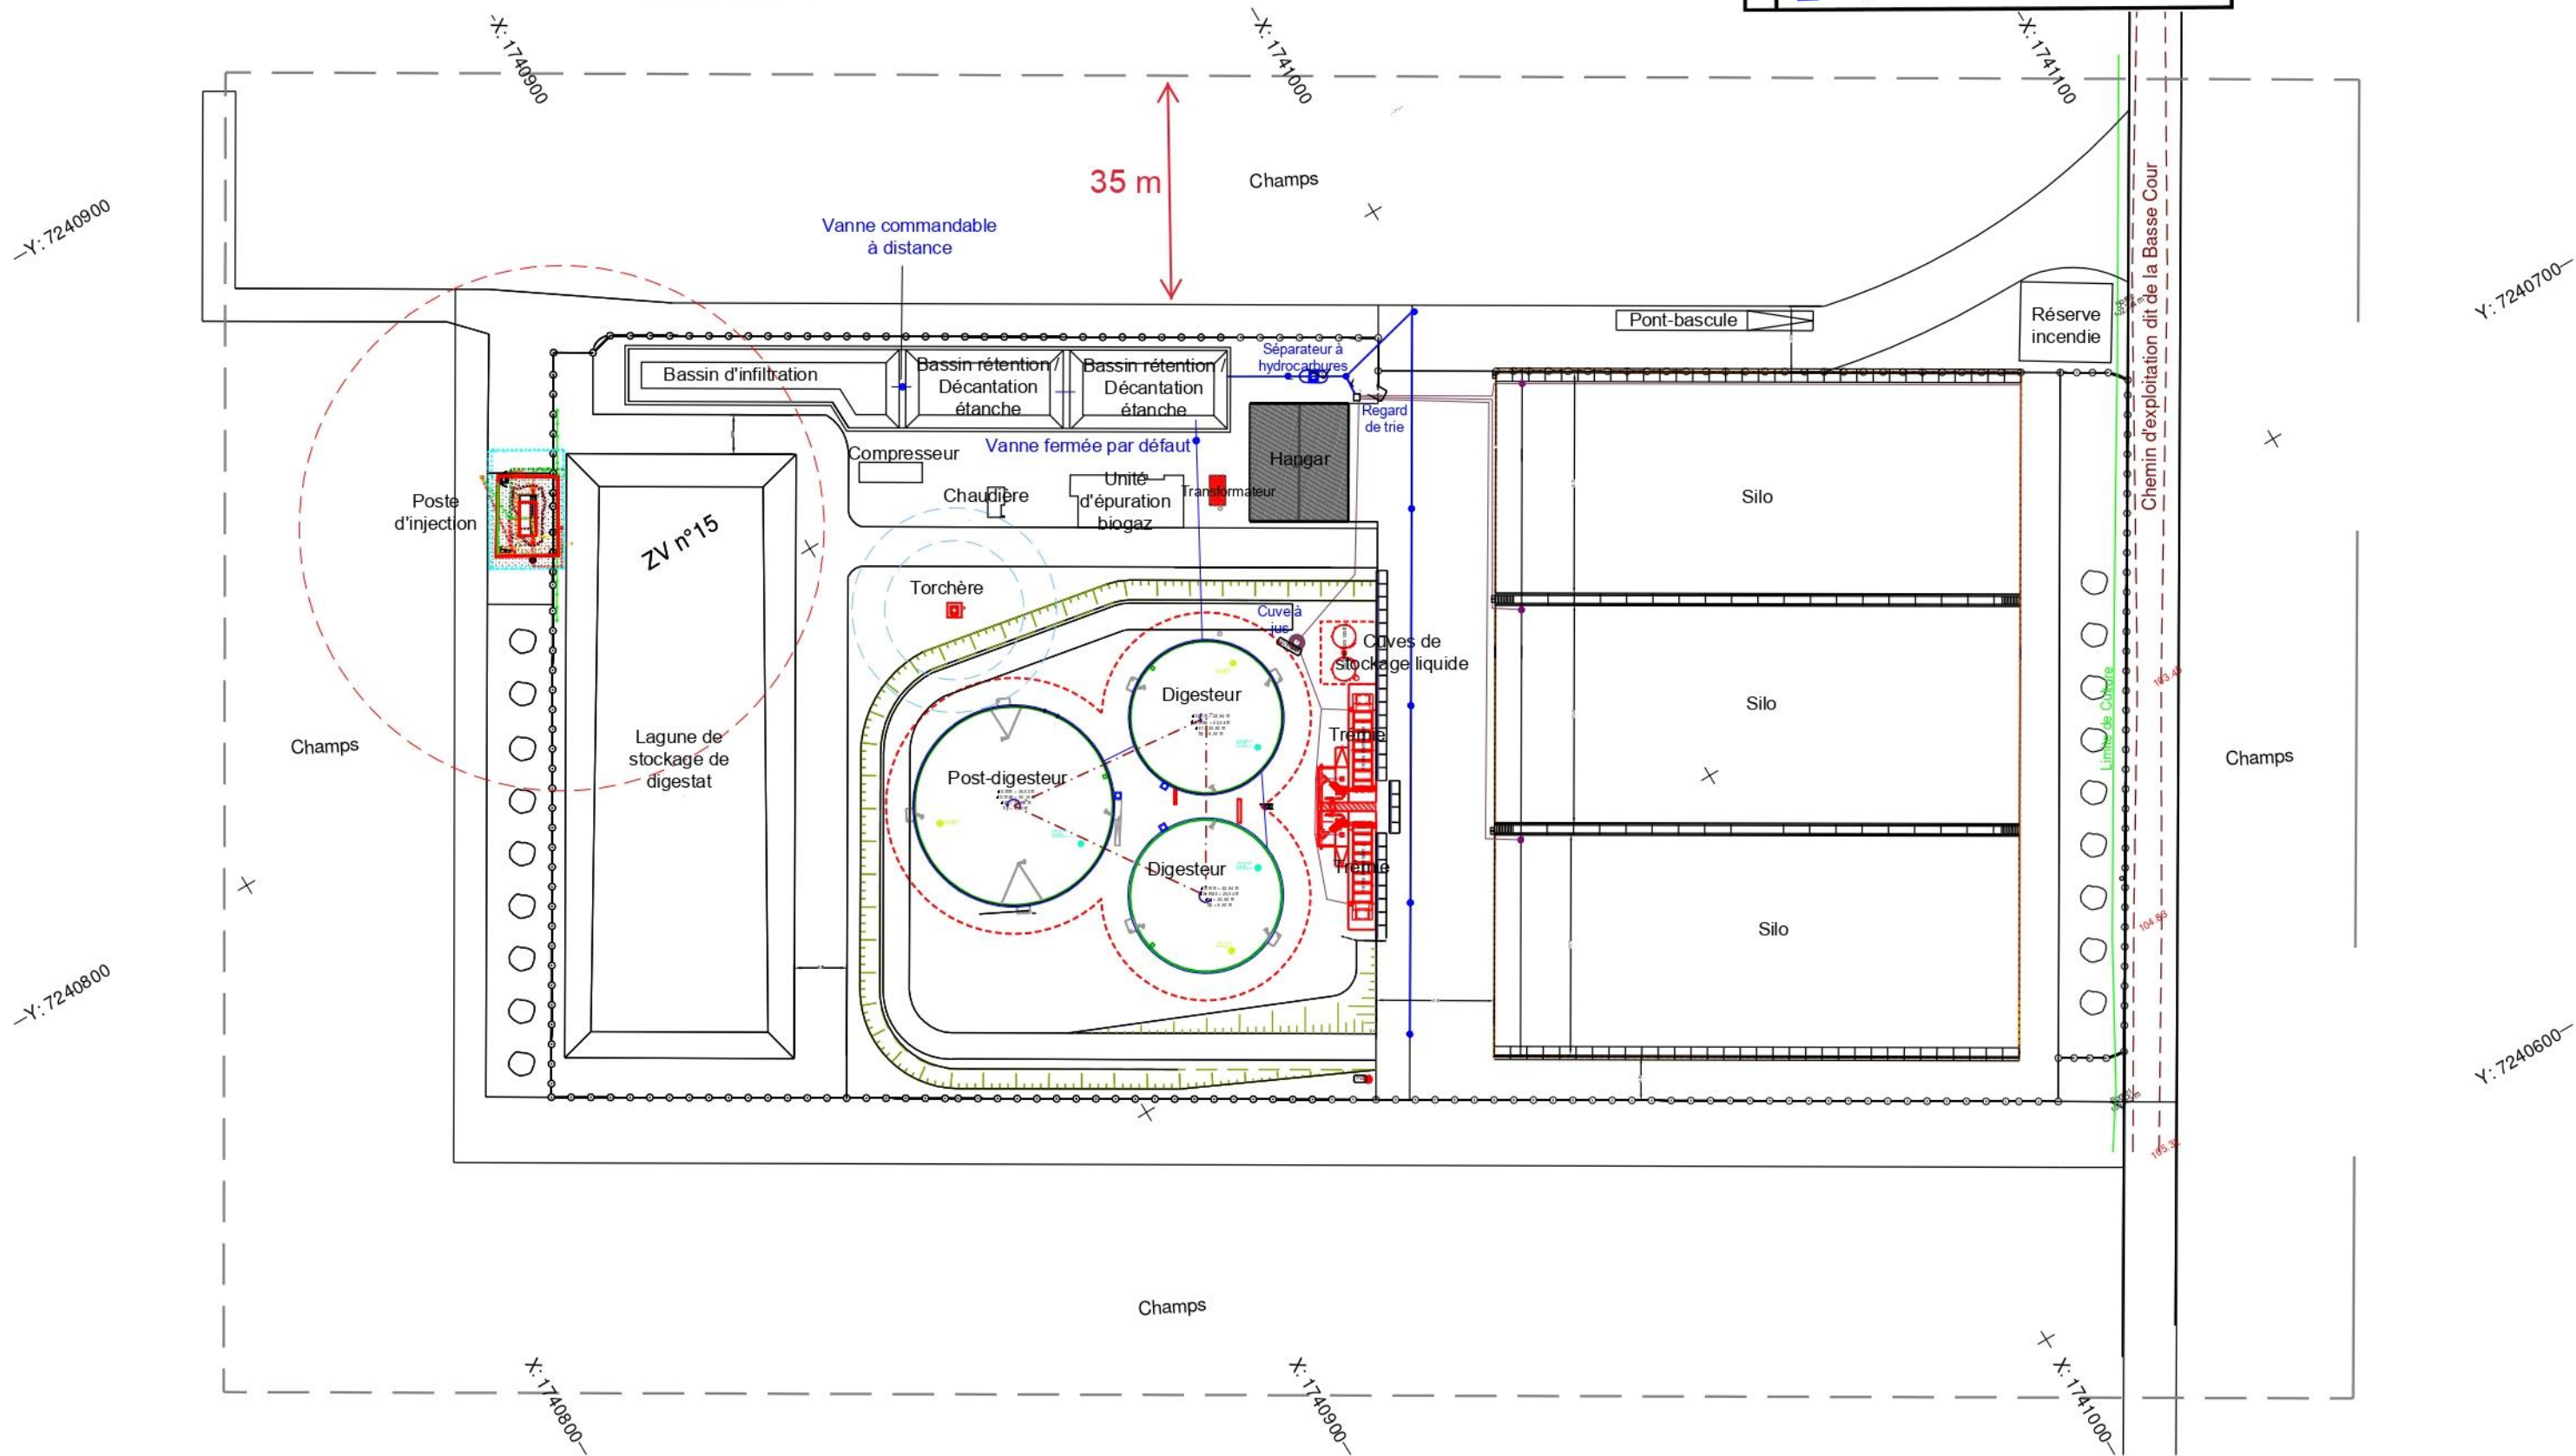 X: 1740900
X: 1741000
X: 1741100
Y: 7240900
35 m
Champs
Vanne commandable
à distance
Chemin d'exploitation dit de la Basse Cour
Y: 7240700
Pont-bascule
Réserve
incendie
Séparateur à
hydrocarbures
Bassin d'infiltration
Bassin rétention /
Décantation
étanche
Bassin rétention /
Décantation
étanche
Regard
de trie
Vanne fermée par défaut
Compresseur
Hangar
Poste
d'injection
Chaudière
Unité
d'épuration
biogaz
Transformateur
Silo
ZV n°15
Torchère
Cuve à
jus
Cuves de
stockage liquide
Digesteur
Silo
Limite de Culture
103.45
Champs
Lagune de
stockage de
digestat
Trémie
Champs
Post-digesteur
Digesteur
Trémie
Silo
104.83
Y: 7240800
Y: 7240600
Champs
X: 1740800
X: 1740900
X: 1741000